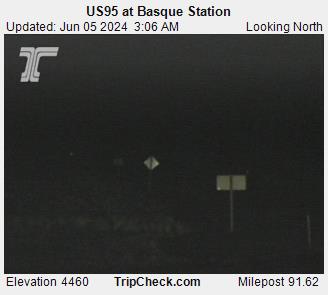 US95 at Basque Station
Updated: Jun 05 2024 3:06 AM Looking North
Elevation 4460 TripCheck.com Milepost 91.62